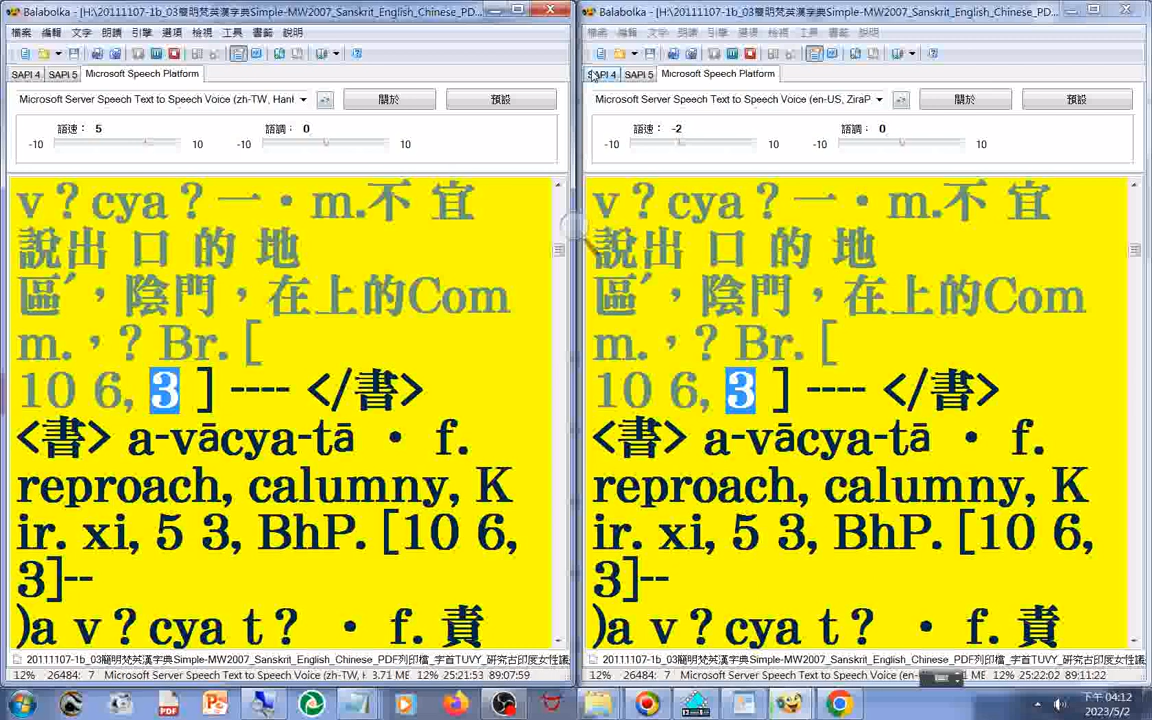 Balabolka - [H:\20111107-1b_03簡明梵英漢字典Simple-MW2007_Sanskrit_English_Chinese_PD...
檔案 編輯 文字 朗讀 引擎 選項 檢視 工具 書籤 說明
SAPI 4 SAPI 5 Microsoft Speech Platform
Microsoft Server Speech Text to Speech Voice (zh-TW, Hanl 關於 預設
語速： 5 語調： 0
-10 10 -10 10
v？cya？一・m.不 宜
說出 口 的 地
區ˊ，陰門，在上的Com
m.，？Br. [
10 6, 3 ] ---- </書>
<書> a-vācya-tā ・ f.
reproach, calumny, K
ir. xi, 5 3, BhP. [10 6,
3]--
)a v？cya t？ ・ f. 責
20111107-1b_03簡明梵英漢字典Simple-MW2007_Sanskrit_English_Chinese_PDF列印檔_字首TUVY_研究古印度女性議
12% 26484: 7 Microsoft Server Speech Text to Speech Voice (zh-TW, H 3.71 ME 12% 25:21:53 89:07:59
Balabolka - [H:\20111107-1b_03簡明梵英漢字典Simple-MW2007_Sanskrit_English_Chinese_PDF...
檔案 編輯 文字 朗讀 引擎 選項 檢視 工具 書籤 說明
SAPI 4 SAPI 5 Microsoft Speech Platform
Microsoft Server Speech Text to Speech Voice (en-US, ZiraP 關於 預設
語速： -2 語調： 0
-10 10 -10 10
v？cya？一・m.不 宜
說出 口 的 地
區ˊ，陰門，在上的Com
m.，？Br. [
10 6, 3 ] ---- </書>
<書> a-vācya-tā ・ f.
reproach, calumny, K
ir. xi, 5 3, BhP. [10 6,
3]--
)a v？cya t？ ・ f. 責
20111107-1b_03簡明梵英漢字典Simple-MW2007_Sanskrit_English_Chinese_PDF列印檔_字首TUVY_研究古印度女性議
12% 26484: 7 Microsoft Server Speech Text to Speech Voice (en- ME 12% 25:22:02 89:11:22
下午 04:12
2023/5/2